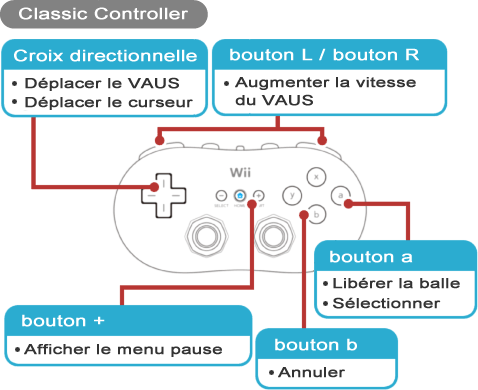 Classic Controller
Croix directionnelle
• Déplacer le VAUS
• Déplacer le curseur
bouton L / bouton R
• Augmenter la vitesse
du VAUS
Wii
x
y
a
b
SELECT
HOME
bouton a
• Libérer la balle
• Sélectionner
bouton +
• Afficher le menu pause
bouton b
• Annuler